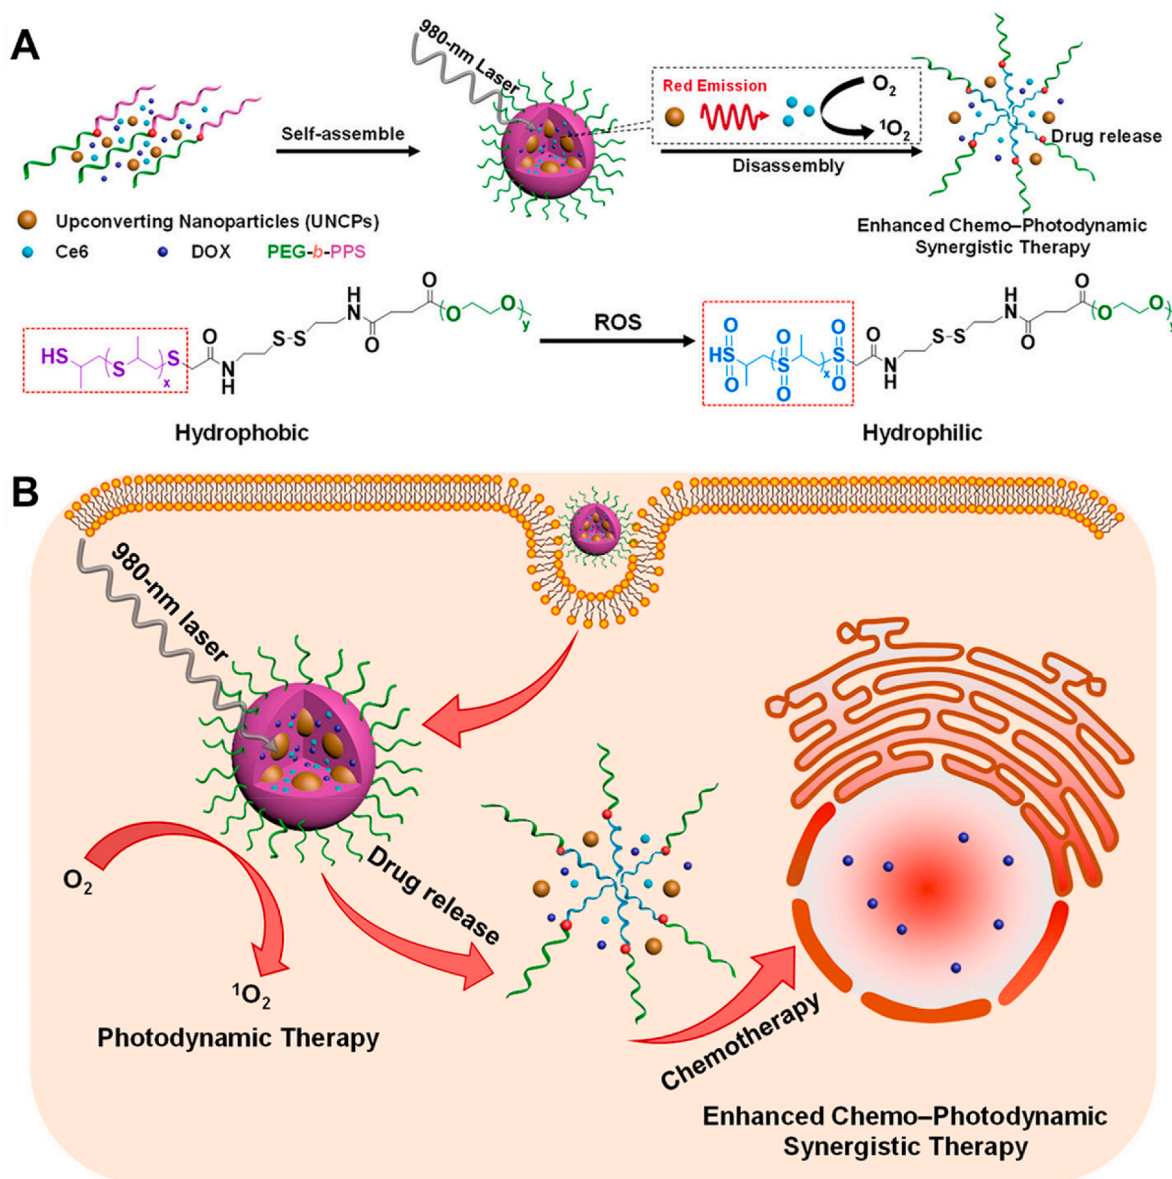 A
980-nm Laser
Red Emission
O2
1O2
Self-assemble
Disassembly
Drug release
Upconverting Nanoparticles (UNCPs)
Ce6
DOX
PEG-b-PPS
Enhanced Chemo–Photodynamic
Synergistic Therapy
HS
S
x
S
O
N
H
S-S
H
N
O
O
O
O
y
ROS
O
HS
O
O
S
O
x
O
S
O
O
N
H
S-S
H
N
O
O
O
O
y
Hydrophobic
Hydrophilic
B
980-nm laser
O2
1O2
Photodynamic Therapy
Drug release
Chemotherapy
Enhanced Chemo–Photodynamic
Synergistic Therapy